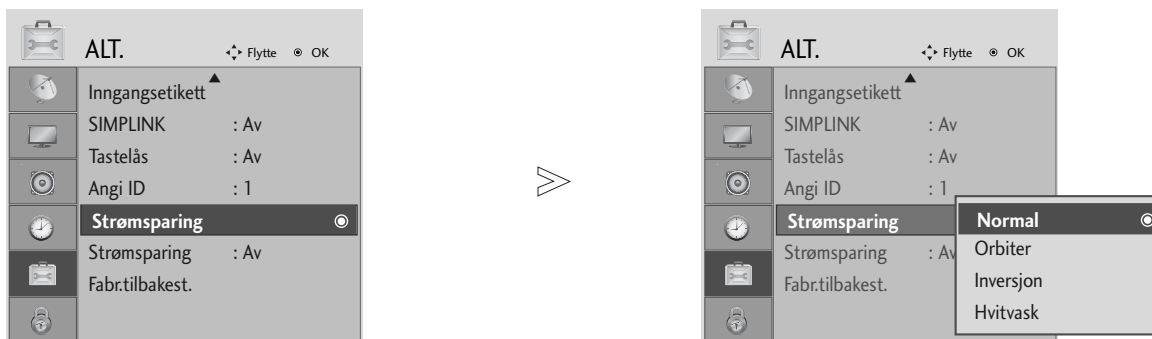 ALT. Flytte OK
Inngangsetikett
SIMPLINK : Av
Tastelås : Av
Angi ID : 1
Strømsparing
Strømsparing : Av
Fabr.tilbakest.
ALT. Flytte OK
Inngangsetikett
SIMPLINK : Av
Tastelås : Av
Angi ID : 1
Strømsparing
Strømsparing : Av
Fabr.tilbakest.
Normal
Orbiter
Inversjon
Hvitvask